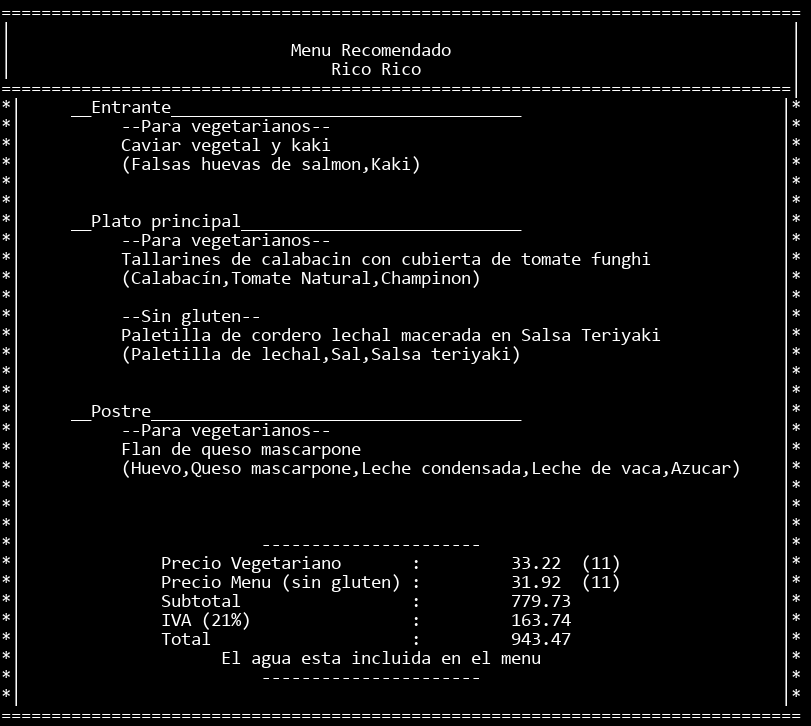 Menu Recomendado
Rico Rico
__Entrante___________________________________
--Para vegetarianos--
Caviar vegetal y kaki
(Falsas huevas de salmon,Kaki)
__Plato principal____________________________
--Para vegetarianos--
Tallarines de calabacin con cubierta de tomate funghi
(Calabacín,Tomate Natural,Champinon)
--Sin gluten--
Paletilla de cordero lechal macerada en Salsa Teriyaki
(Paletilla de lechal,Sal,Salsa teriyaki)
__Postre_____________________________________
--Para vegetarianos--
Flan de queso mascarpone
(Huevo,Queso mascarpone,Leche condensada,Leche de vaca,Azucar)
----------------------
Precio Vegetariano : 33.22 (11)
Precio Menu (sin gluten) : 31.92 (11)
Subtotal : 779.73
IVA (21%) : 163.74
Total : 943.47
El agua esta incluida en el menu
----------------------